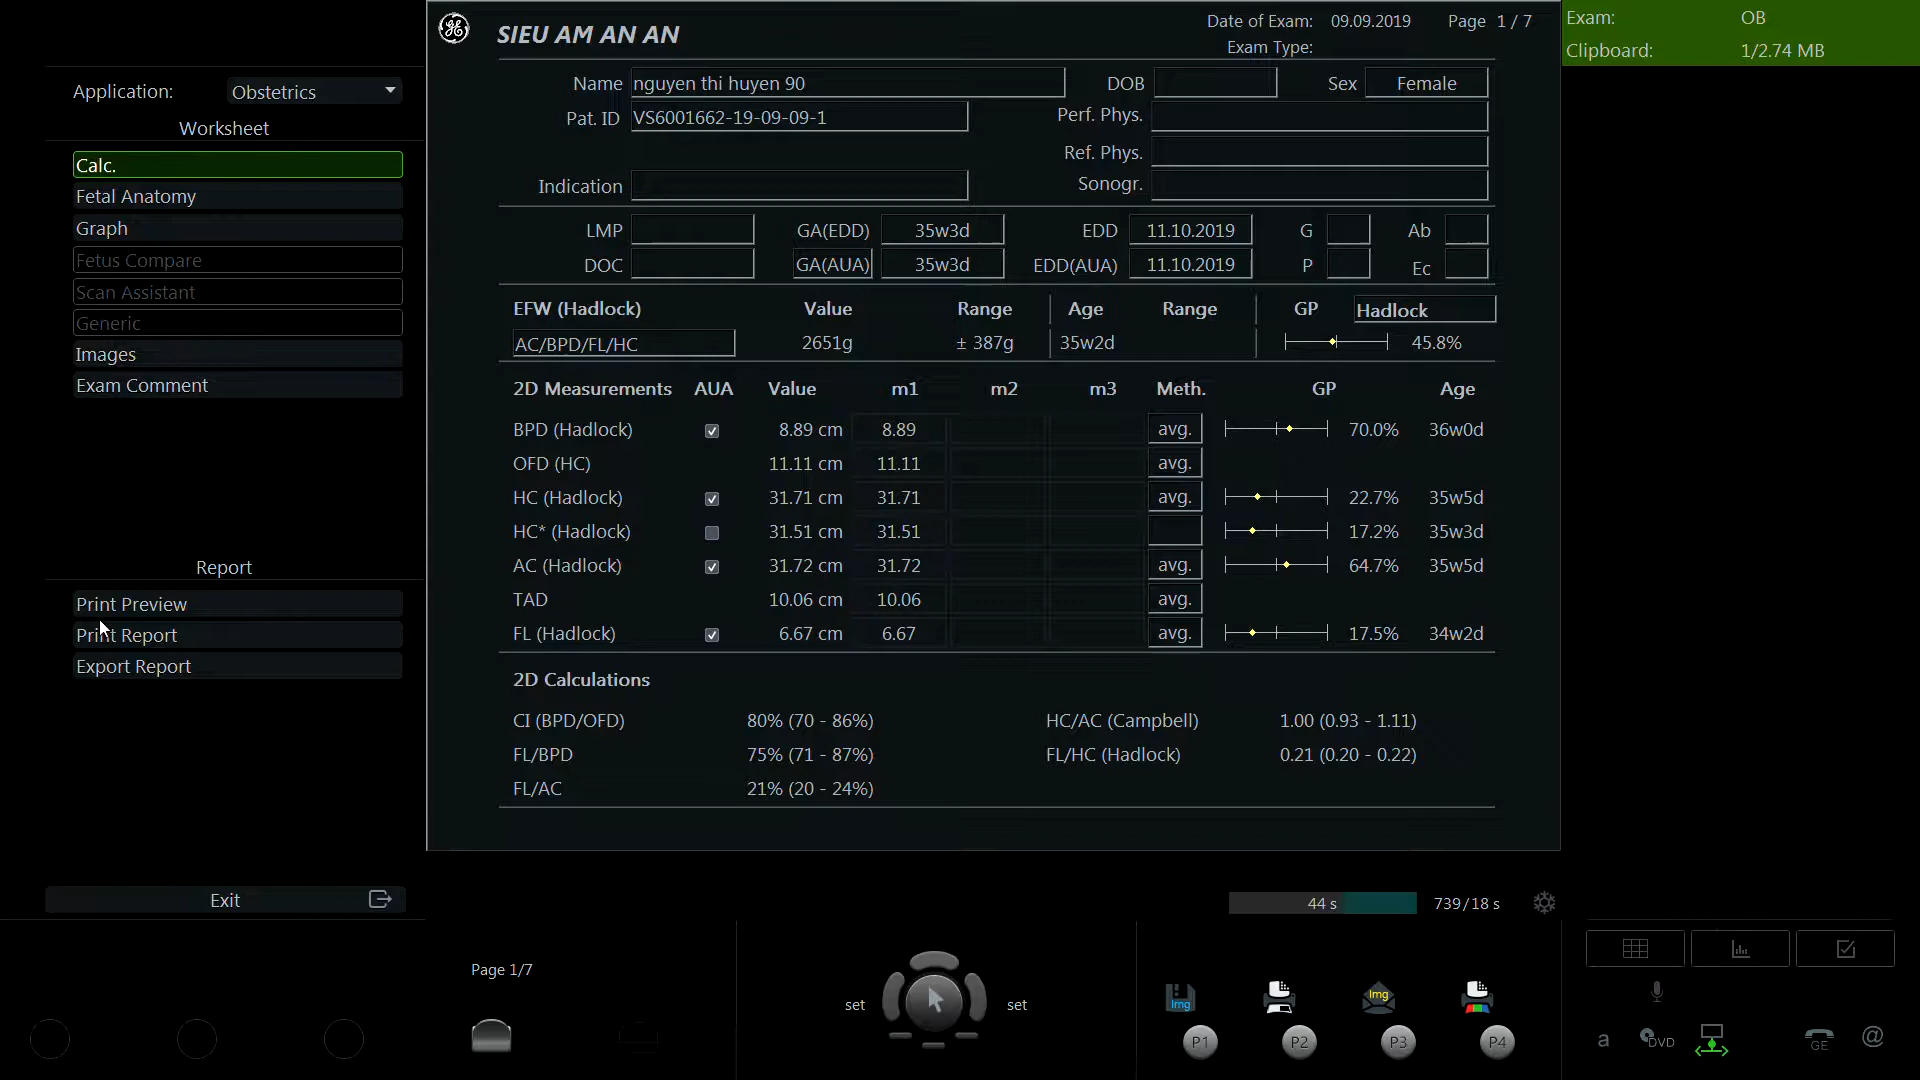 SIEU AM AN AN
Date of Exam: 09.09.2019 Page 1 / 7
Exam Type:
Exam: OB
Clipboard: 1/2.74 MB
Application: Obstetrics
Worksheet
Calc.
Fetal Anatomy
Graph
Fetus Compare
Scan Assistant
Generic
Images
Exam Comment
Report
Print Preview
Print Report
Export Report
Exit
Name nguyen thi huyen 90 DOB Sex Female
Pat. ID VS6001662-19-09-09-1 Perf. Phys.
Ref. Phys.
Indication Sonogr.
LMP GA(EDD) 35w3d EDD 11.10.2019 G Ab
DOC GA(AUA) 35w3d EDD(AUA) 11.10.2019 P Ec
EFW (Hadlock) Value Range Age Range GP Hadlock
AC/BPD/FL/HC 2651g ± 387g 35w2d 45.8%
2D Measurements AUA Value m1 m2 m3 Meth. GP Age
BPD (Hadlock) 8.89 cm 8.89 avg. 70.0% 36w0d
OFD (HC) 11.11 cm 11.11 avg.
HC (Hadlock) 31.71 cm 31.71 avg. 22.7% 35w5d
HC* (Hadlock) 31.51 cm 31.51 17.2% 35w3d
AC (Hadlock) 31.72 cm 31.72 avg. 64.7% 35w5d
TAD 10.06 cm 10.06 avg.
FL (Hadlock) 6.67 cm 6.67 avg. 17.5% 34w2d
2D Calculations
CI (BPD/OFD) 80% (70 - 86%) HC/AC (Campbell) 1.00 (0.93 - 1.11)
FL/BPD 75% (71 - 87%) FL/HC (Hadlock) 0.21 (0.20 - 0.22)
FL/AC 21% (20 - 24%)
44 s 739/18 s
Page 1/7
set set
Img Img
P1 P2 P3 P4
a DVD GE @